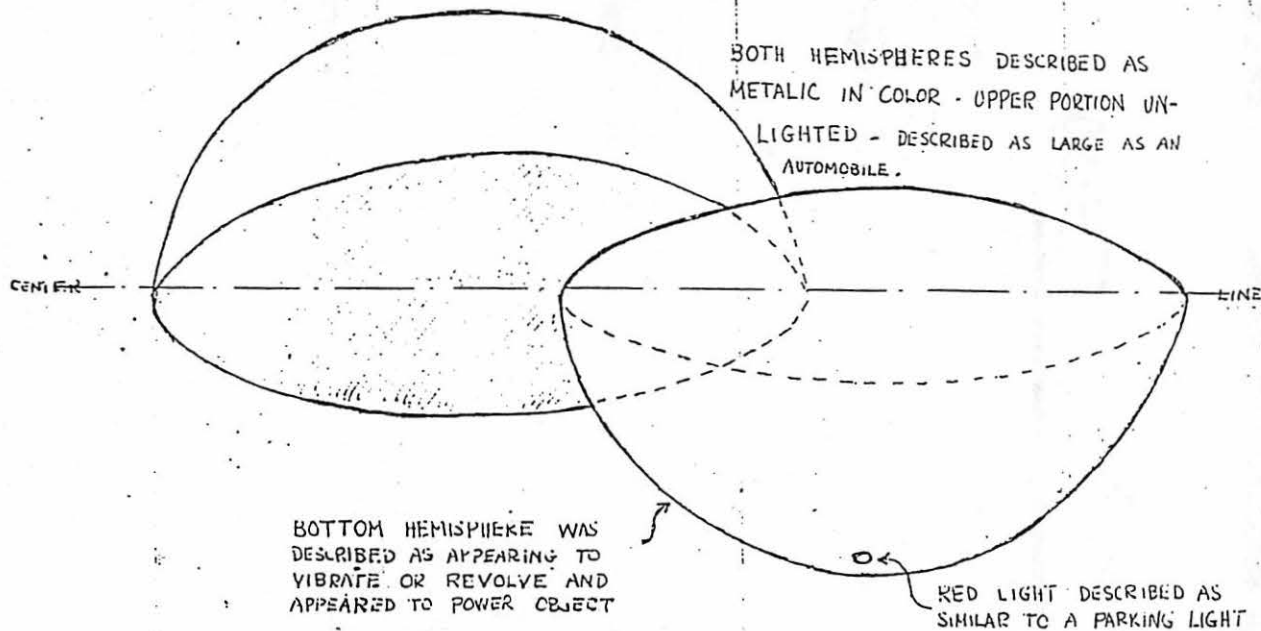 BOTH HEMISPHERES DESCRIBED AS
METALIC IN COLOR - UPPER PORTION UN-
LIGHTED - DESCRIBED AS LARGE AS AN
AUTOMOBILE.
CENTER LINE
BOTTOM HEMISPHERE WAS
DESCRIBED AS APPEARING TO
VIBRATE OR REVOLVE AND
APPEARED TO POWER OBJECT
RED LIGHT DESCRIBED AS
SIMILAR TO A PARKING LIGHT